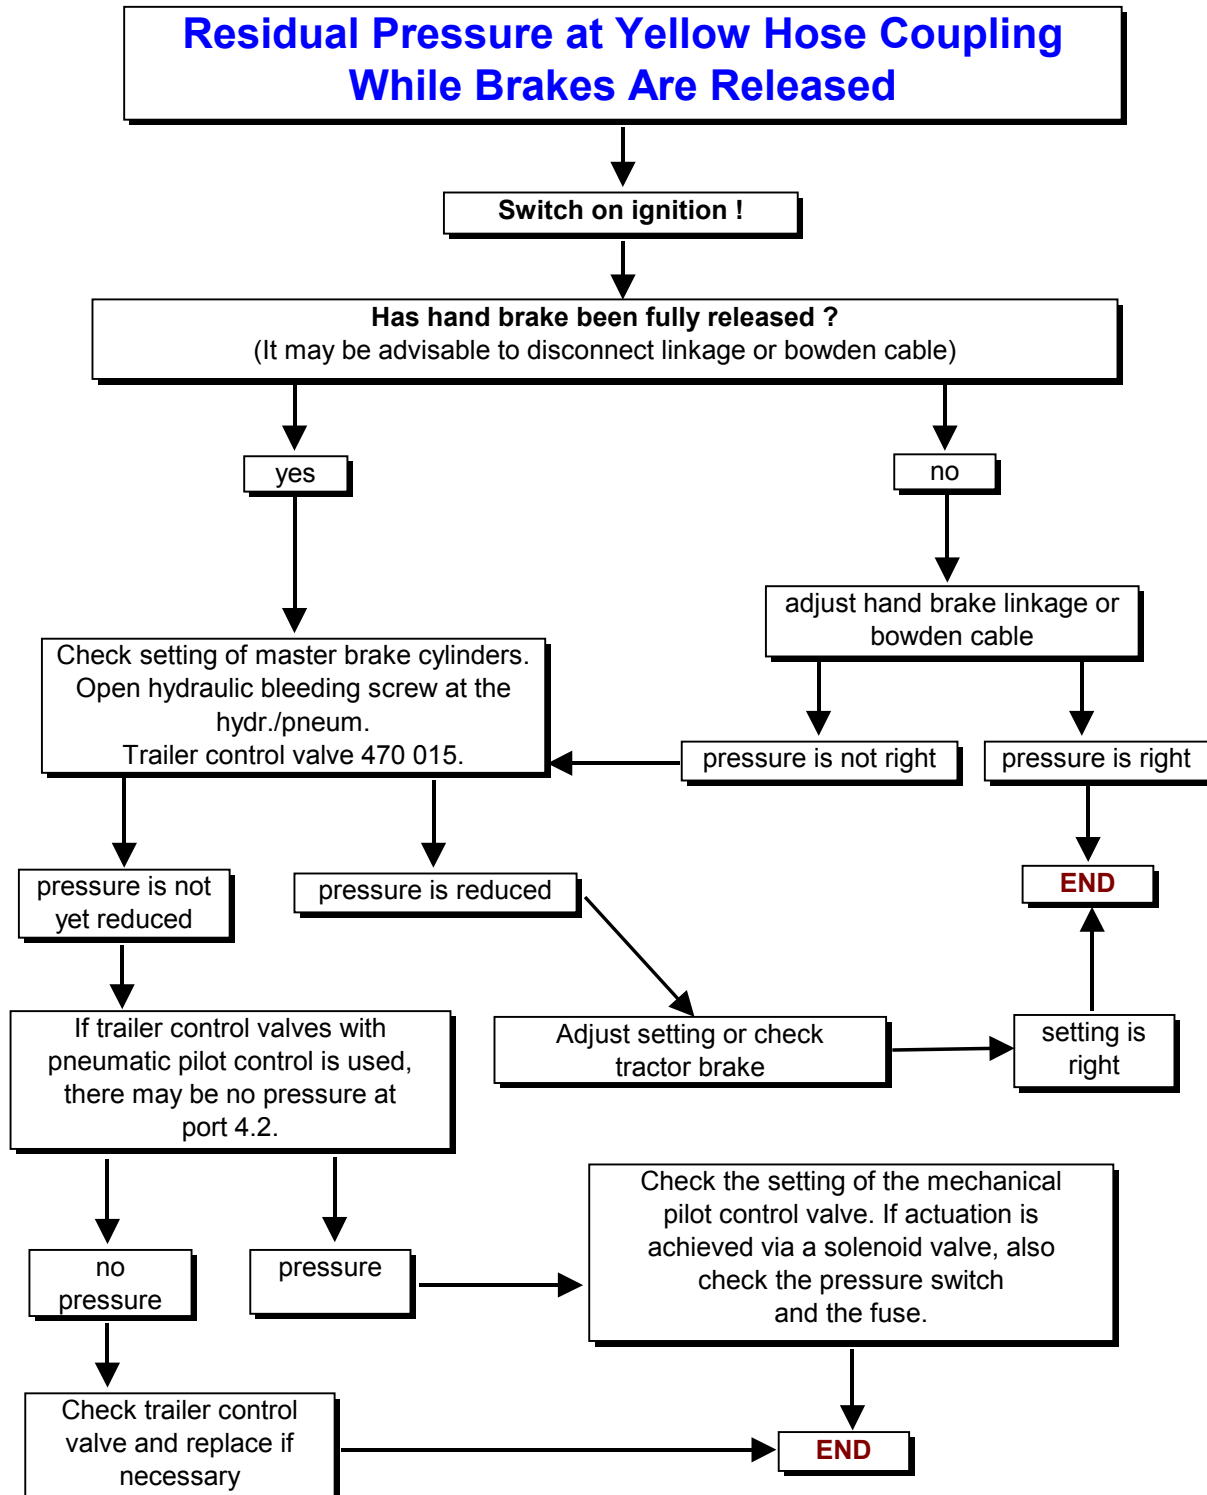 Residual Pressure at Yellow Hose Coupling
While Brakes Are Released
Switch on ignition !
Has hand brake been fully released ?
(It may be advisable to disconnect linkage or bowden cable)
yes
no
adjust hand brake linkage or
bowden cable
Check setting of master brake cylinders.
Open hydraulic bleeding screw at the
hydr./pneum.
Trailer control valve 470 015.
pressure is not right
pressure is right
END
pressure is not
yet reduced
pressure is reduced
If trailer control valves with
pneumatic pilot control is used,
there may be no pressure at
port 4.2.
Adjust setting or check
tractor brake
setting is
right
no
pressure
pressure
Check the setting of the mechanical
pilot control valve. If actuation is
achieved via a solenoid valve, also
check the pressure switch
and the fuse.
Check trailer control
valve and replace if
necessary
END